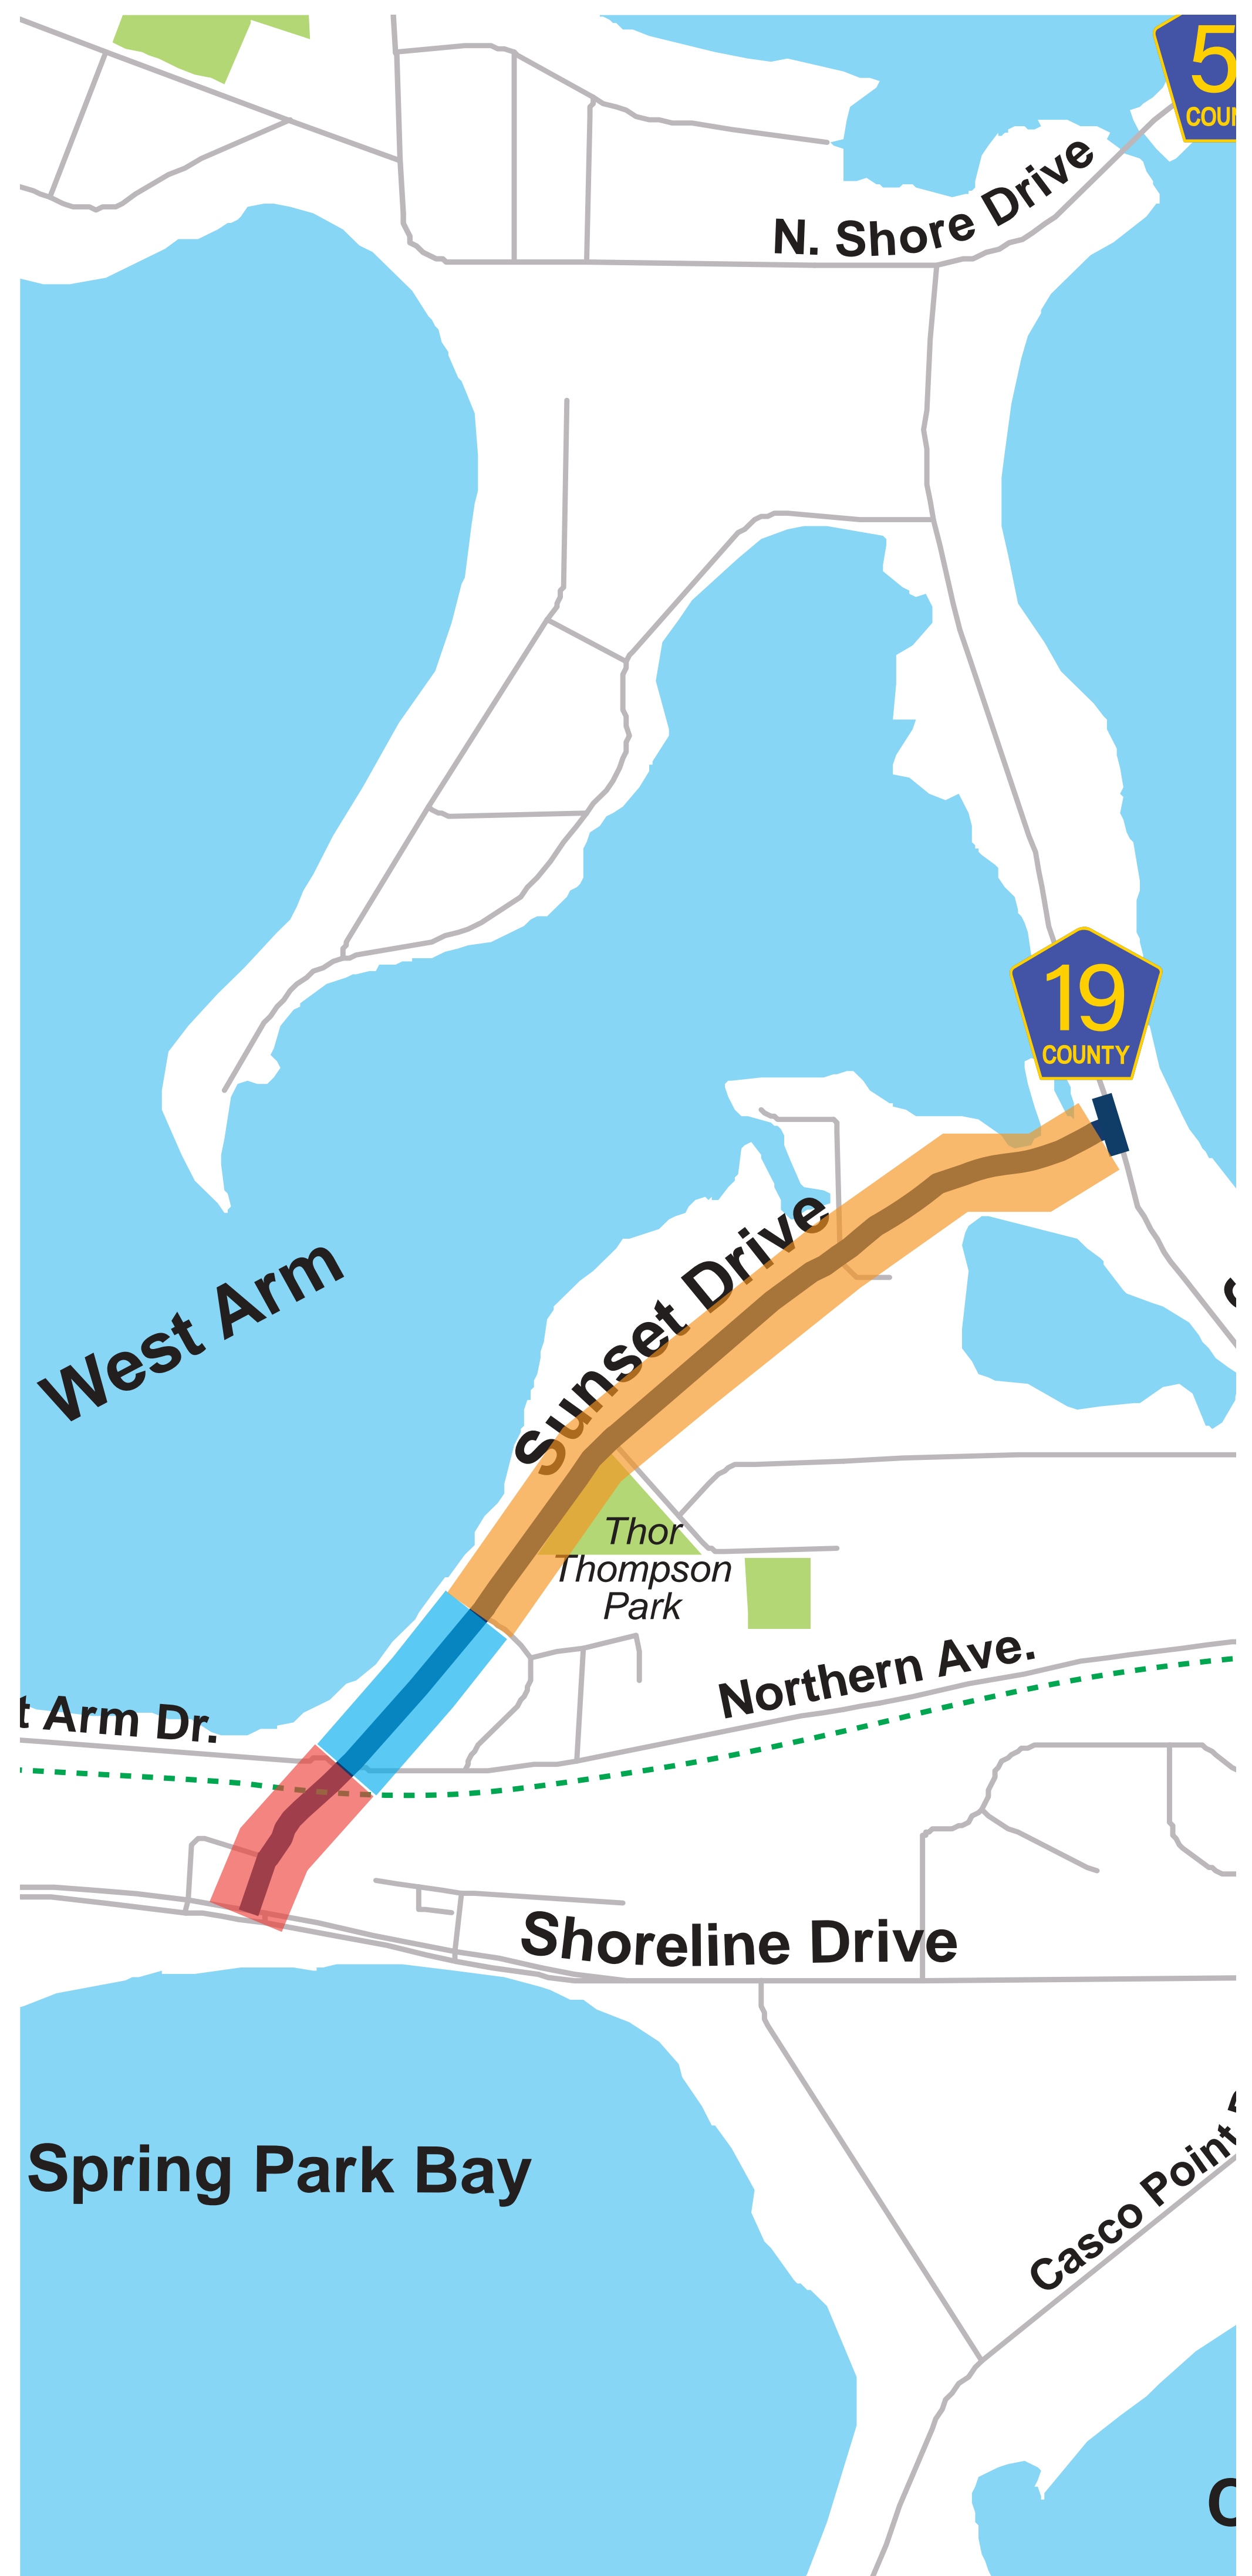 5
COUN
N. Shore Drive
19
COUNTY
Sunset Drive
West Arm
Thor
Thompson
Park
Northern Ave.
t Arm Dr.
Shoreline Drive
Spring Park Bay
Casco Point